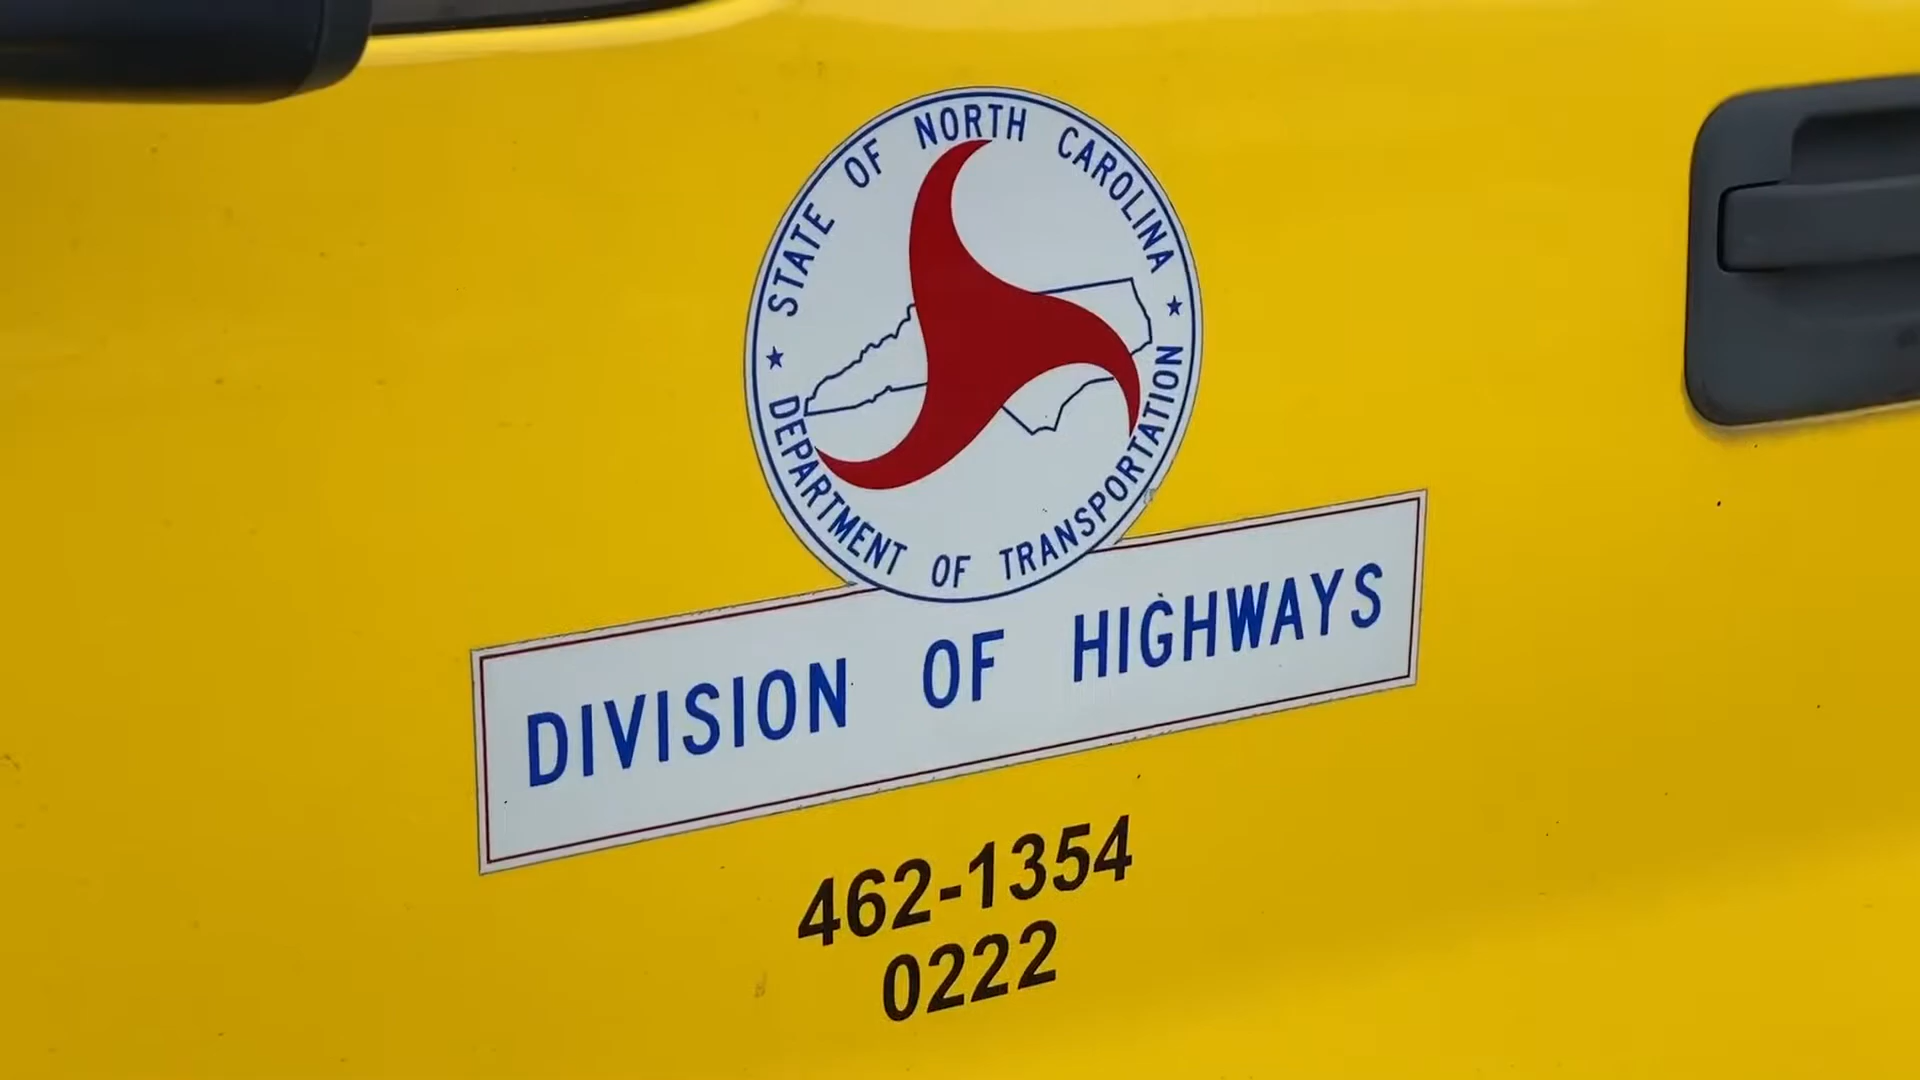 STATE OF NORTH CAROLINA
DEPARTMENT OF TRANSPORTATION
DIVISION OF HIGHWAYS
462-1354
0222